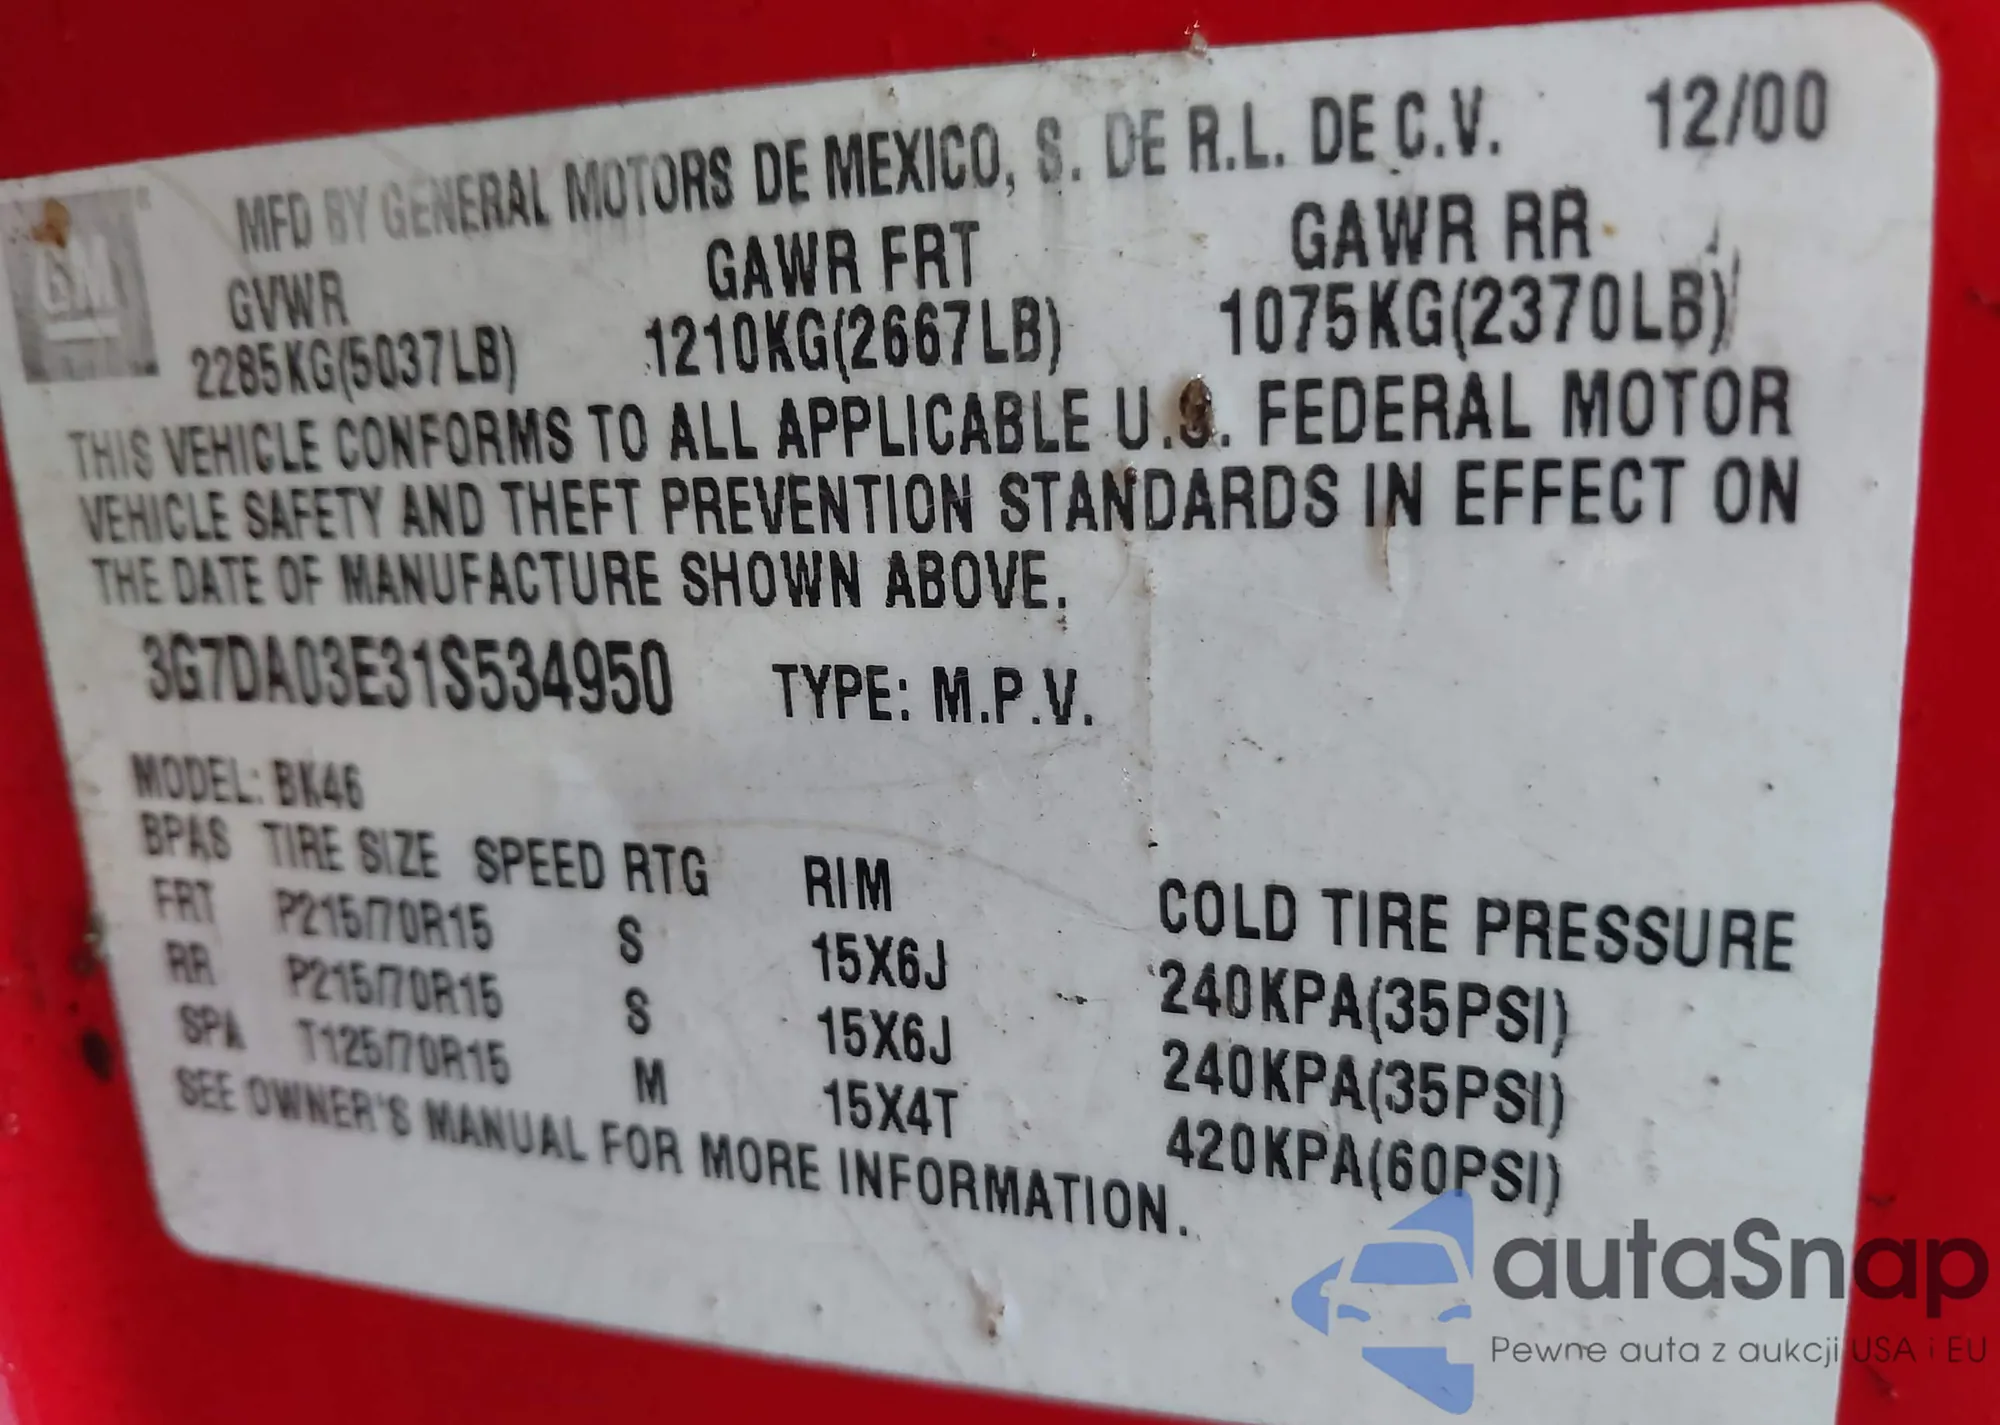 MFD BY GENERAL MOTORS DE MEXICO, S. DE R.L. DE C.V. 12/00
GM
GVWR GAWR FRT GAWR RR
2285KG(5037LB) 1210KG(2667LB) 1075KG(2370LB)
THIS VEHICLE CONFORMS TO ALL APPLICABLE U.S. FEDERAL MOTOR
VEHICLE SAFETY AND THEFT PREVENTION STANDARDS IN EFFECT ON
THE DATE OF MANUFACTURE SHOWN ABOVE.
3G7DA03E31S534950 TYPE: M.P.V.
MODEL: BK46
BPAS TIRE SIZE SPEED RTG RIM COLD TIRE PRESSURE
FRT P215/70R15 S 15X6J 240KPA(35PSI)
RR P215/70R15 S 15X6J 240KPA(35PSI)
SPA T125/70R15 M 15X4T 420KPA(60PSI)
SEE OWNER'S MANUAL FOR MORE INFORMATION.
autaSnap
Pewne auta z aukcji USA i EU